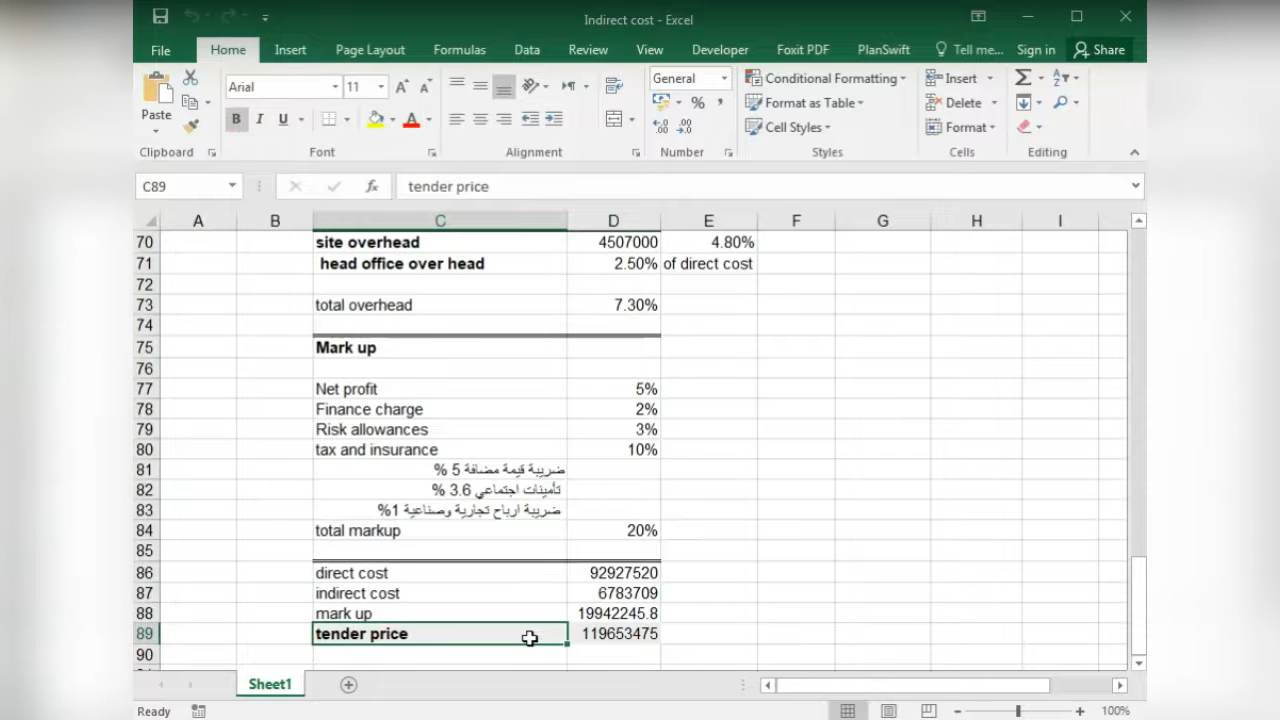 Indirect cost - Excel
File Home Insert Page Layout Formulas Data Review View Developer Foxit PDF PlanSwift Tell me... Sign in Share
Arial 11 General Conditional Formatting Insert
Paste B I U % , Format as Table Delete
Cell Styles Format
Clipboard Font Alignment Number Styles Cells Editing
C89 fx tender price
A B C D E F G H I
70 site overhead 4507000 4.80%
71 head office over head 2.50% of direct cost
72
73 total overhead 7.30%
74
75 Mark up
76
77 Net profit 5%
78 Finance charge 2%
79 Risk allowances 3%
80 tax and insurance 10%
81 ضريبة قيمة مضافة 5 %
82 تأمينات اجتماعي 3.6 %
83 ضريبة ارباح تجارية وصناعية 1%
84 total markup 20%
85
86 direct cost 92927520
87 indirect cost 6783709
88 mark up 19942245.8
89 tender price 119653475
90
Sheet1
Ready 100%